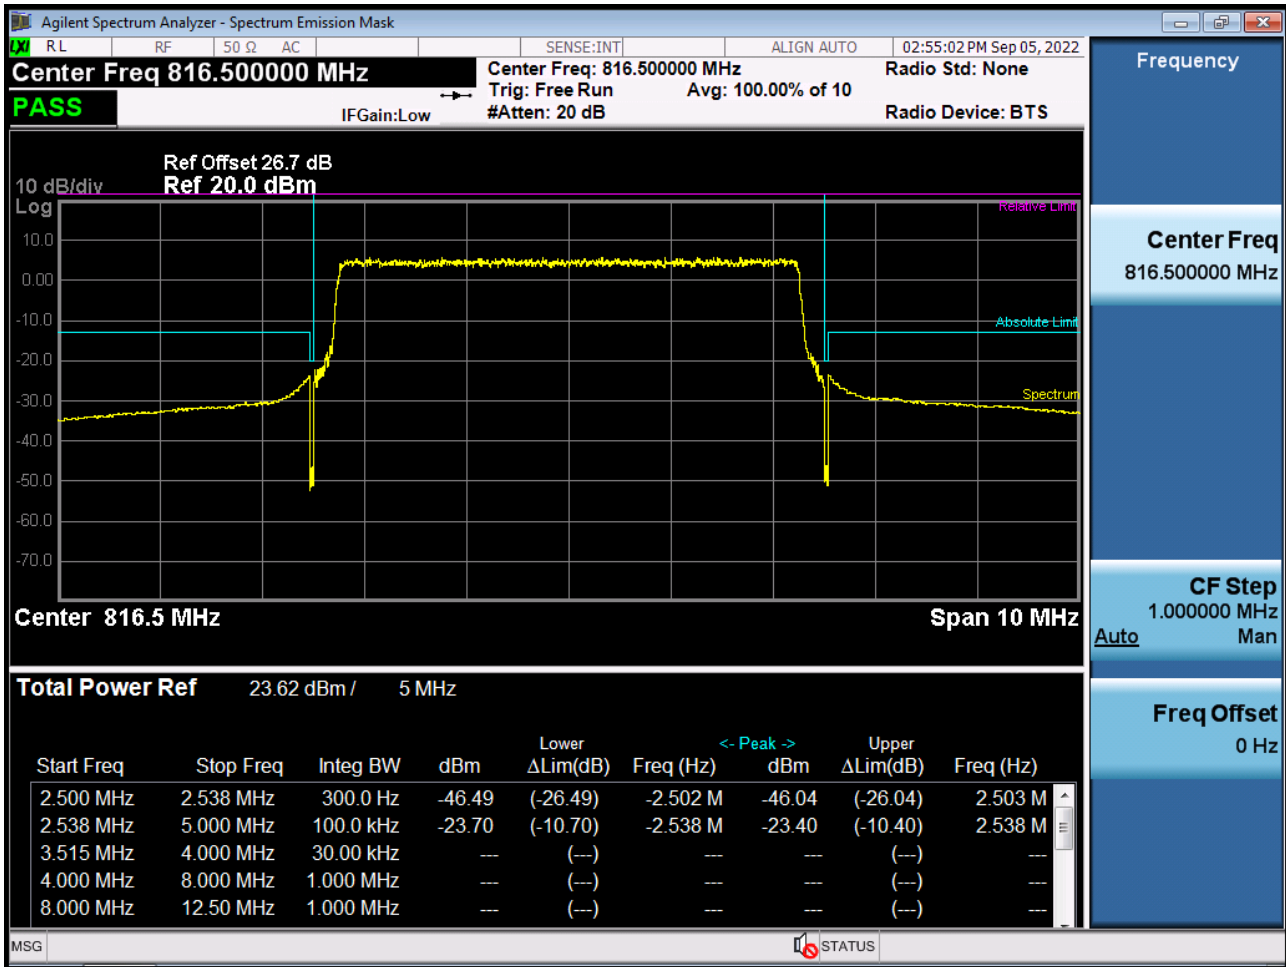 Agilent Spectrum Analyzer - Spectrum Emission Mask
LXI RL RF 50 Ω AC SENSE:INT ALIGN AUTO 02:55:02 PM Sep 05, 2022
Center Freq 816.500000 MHz
PASS
IFGain:Low
Center Freq: 816.500000 MHz
Trig: Free Run Avg: 100.00% of 10
#Atten: 20 dB
Radio Std: None
Radio Device: BTS
Ref Offset 26.7 dB
10 dB/div Ref 20.0 dBm
Log
Relative Limit
10.0
0.00
-10.0
Absolute Limit
-20.0
-30.0
Spectrum
-40.0
-50.0
-60.0
-70.0
Center 816.5 MHz Span 10 MHz
Total Power Ref 23.62 dBm / 5 MHz
Lower <- Peak -> Upper
Start Freq Stop Freq Integ BW dBm ΔLim(dB) Freq (Hz) dBm ΔLim(dB) Freq (Hz)
2.500 MHz 2.538 MHz 300.0 Hz -46.49 (-26.49) -2.502 M -46.04 (-26.04) 2.503 M
2.538 MHz 5.000 MHz 100.0 kHz -23.70 (-10.70) -2.538 M -23.40 (-10.40) 2.538 M
3.515 MHz 4.000 MHz 30.00 kHz --- (---) --- --- (---) ---
4.000 MHz 8.000 MHz 1.000 MHz --- (---) --- --- (---) ---
8.000 MHz 12.50 MHz 1.000 MHz --- (---) --- --- (---) ---
MSG STATUS
Frequency
Center Freq
816.500000 MHz
CF Step
1.000000 MHz
Auto Man
Freq Offset
0 Hz